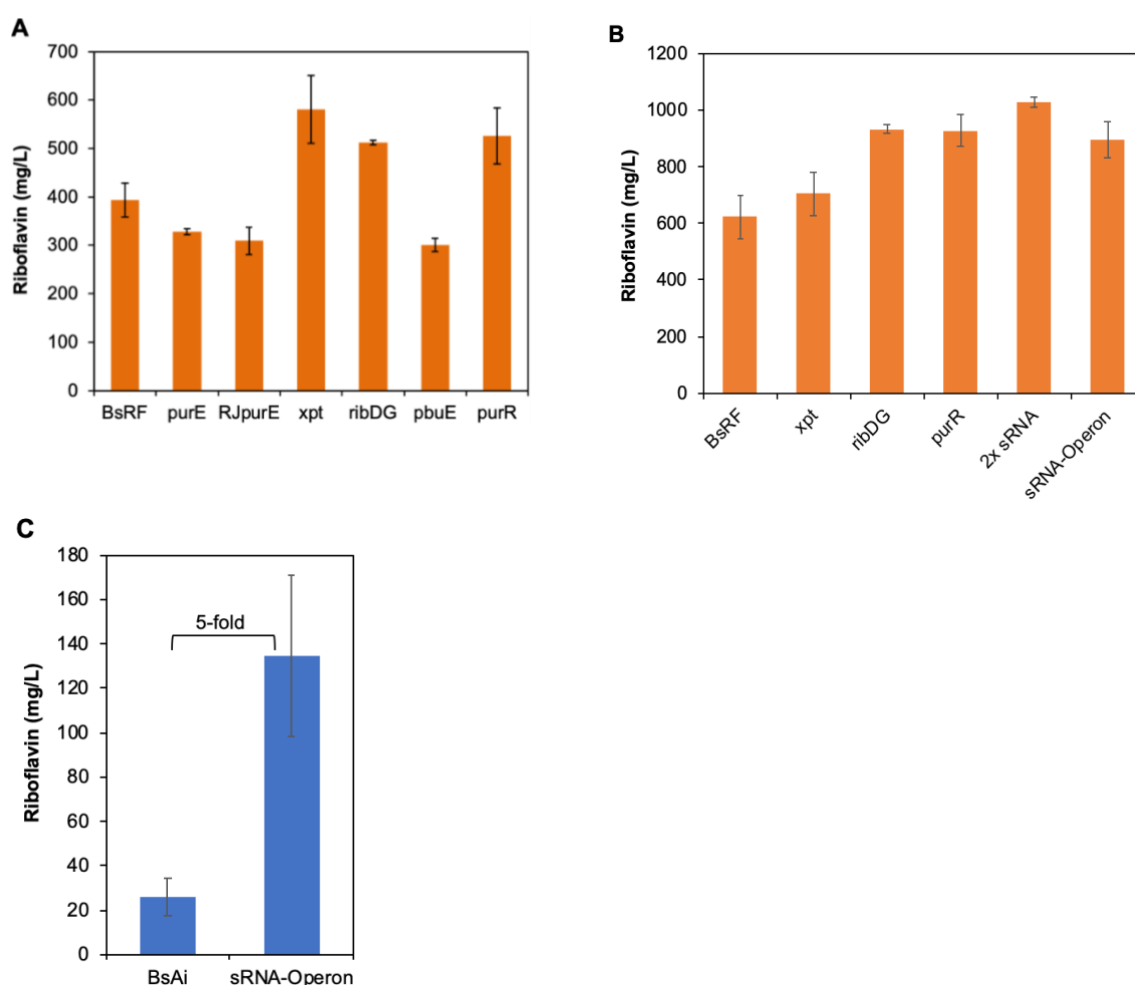 A
Riboflavin (mg/L)
700
600
500
400
300
200
100
0
BsRF purE RJpurE xpt ribDG pbuE purR
B
Riboflavin (mg/L)
1200
1000
800
600
400
200
0
BsRF xpt ribDG purR 2x sRNA sRNA-Operon
C
Riboflavin (mg/L)
180
160
140
120
100
80
60
40
20
0
5-fold
BsAi sRNA-Operon